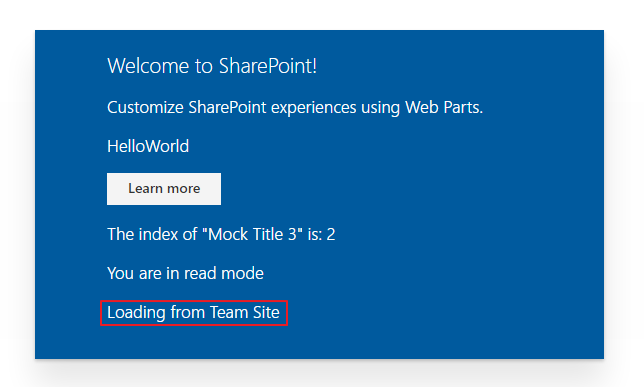 Welcome to SharePoint!
Customize SharePoint experiences using Web Parts.
HelloWorld
Learn more
The index of "Mock Title 3" is: 2
You are in read mode
Loading from Team Site